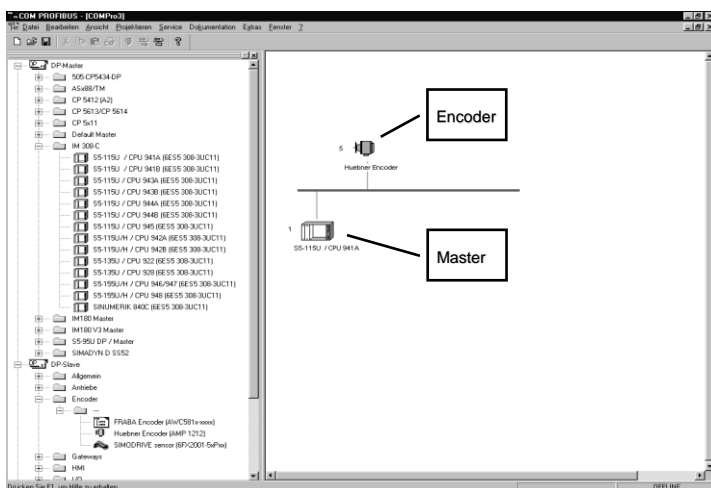 COM PROFIBUS - [COMPro3]
Datei Bearbeiten Ansicht Projektieren Service Dokumentation Extras Fenster ?
DP-Master
505-CP5434-DP
ASx88/TM
CP 5412 (A2)
CP 5613/CP 5614
CP 5x11
Default Master
IM 308-C
S5-115U / CPU 941A (6ES5 308-3UC11)
S5-115U / CPU 941B (6ES5 308-3UC11)
S5-115U / CPU 943A (6ES5 308-3UC11)
S5-115U / CPU 943B (6ES5 308-3UC11)
S5-115U / CPU 944A (6ES5 308-3UC11)
S5-115U / CPU 944B (6ES5 308-3UC11)
S5-115U / CPU 945 (6ES5 308-3UC11)
S5-115U/H / CPU 942A (6ES5 308-3UC11)
S5-115U/H / CPU 942B (6ES5 308-3UC11)
S5-135U / CPU 922 (6ES5 308-3UC11)
S5-135U / CPU 928 (6ES5 308-3UC11)
S5-155U/H / CPU 946/947 (6ES5 308-3UC11)
S5-155U/H / CPU 948 (6ES5 308-3UC11)
SINUMERIK 840C (6ES5 308-3UC11)
IM180 Master
IM180 V3 Master
S5-95U DP / Master
SIMADYN D SS52
DP-Slave
Allgemein
Antriebe
Encoder
...
FRABA Encoder (AWC581x-xxxx)
Huebner Encoder (AMP 1212)
SIMODRIVE sensor (6FX2001-5xPxx)
Gateways
HMI
I/O
Drücken Sie F1, um Hilfe zu erhalten.
OFFLINE
Encoder
5
Huebner Encoder
1
S5-115U / CPU 941A
Master